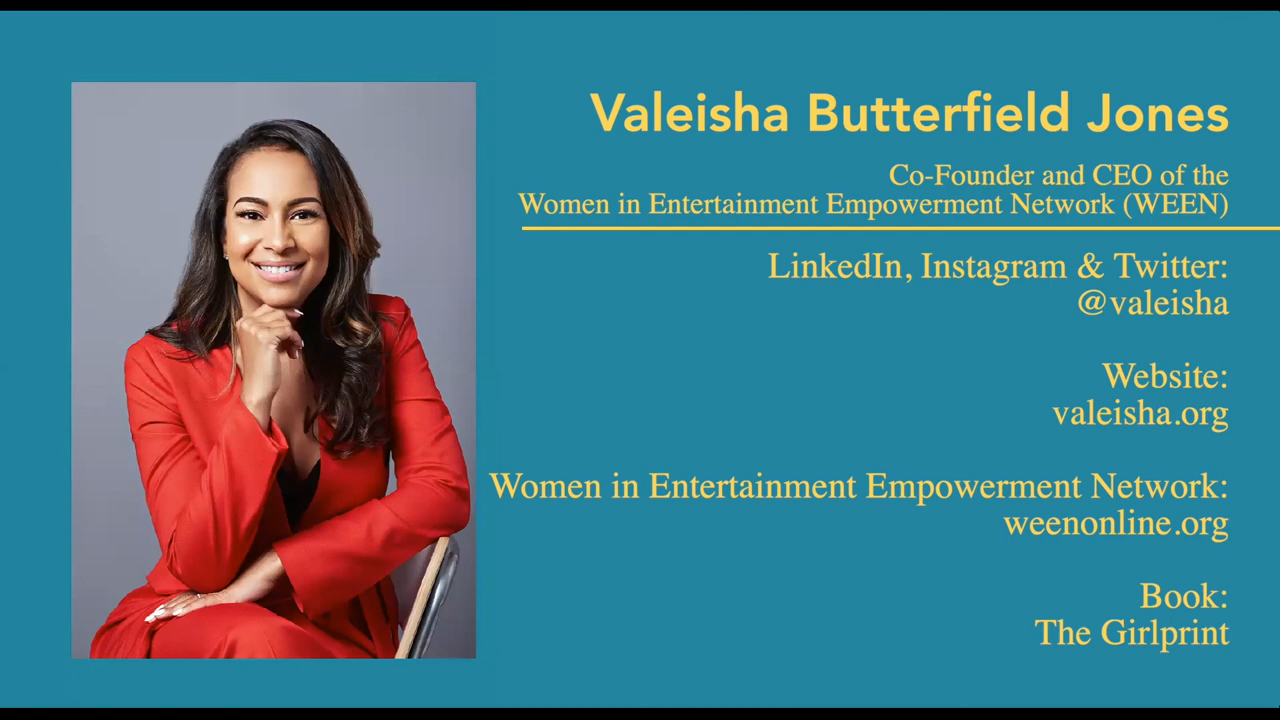 Valeisha Butterfield Jones
Co-Founder and CEO of the
Women in Entertainment Empowerment Network (WEEN)
LinkedIn, Instagram & Twitter:
@valeisha
Website:
valeisha.org
Women in Entertainment Empowerment Network:
weenonline.org
Book:
The Girlprint